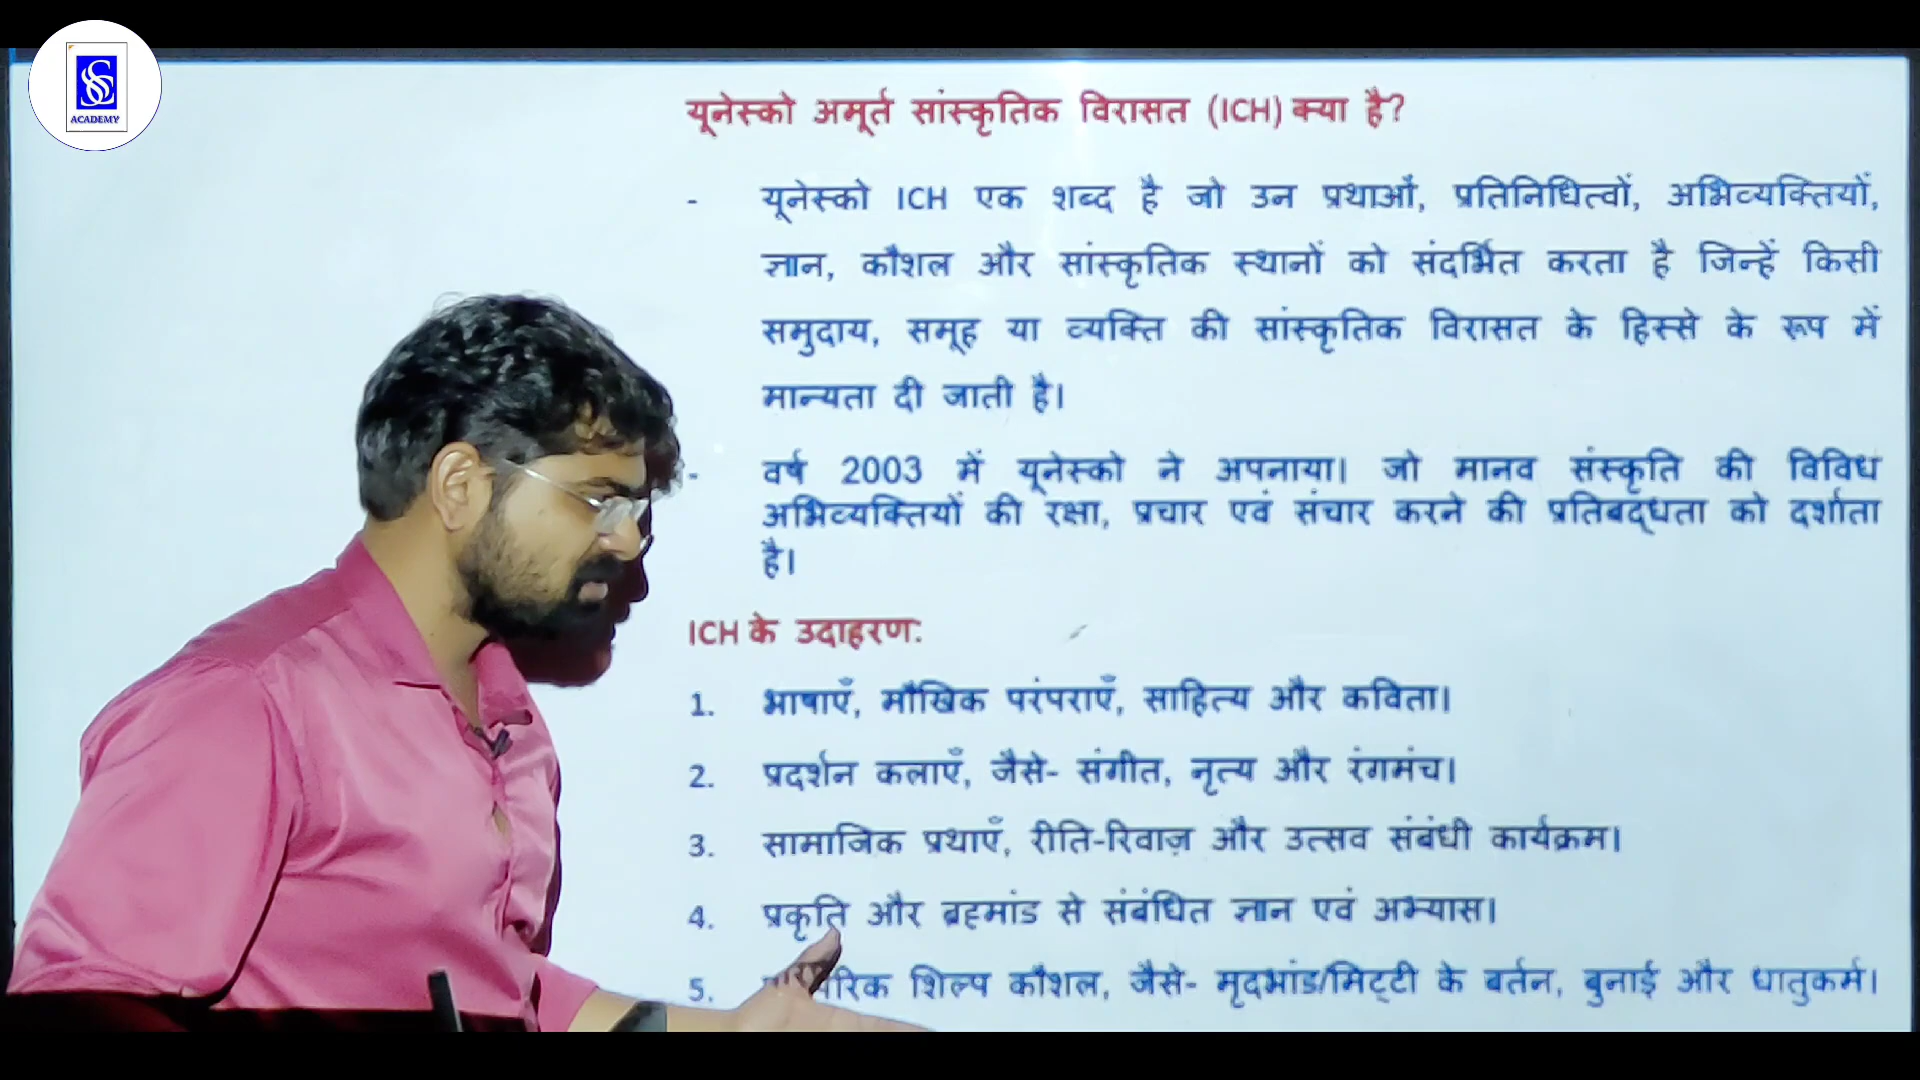 SS
ACADEMY
यूनेस्को अमूर्त सांस्कृतिक विरासत (ICH) क्या है?
- यूनेस्को ICH एक शब्द है जो उन प्रथाओं, प्रतिनिधित्वों, अभिव्यक्तियों,
ज्ञान, कौशल और सांस्कृतिक स्थानों को संदर्भित करता है जिन्हें किसी
समुदाय, समूह या व्यक्ति की सांस्कृतिक विरासत के हिस्से के रूप में
मान्यता दी जाती है।
- वर्ष 2003 में यूनेस्को ने अपनाया। जो मानव संस्कृति की विविध
अभिव्यक्तियों की रक्षा, प्रचार एवं संचार करने की प्रतिबद्धता को दर्शाता
है।
ICH के उदाहरण:
1. भाषाएँ, मौखिक परंपराएँ, साहित्य और कविता।
2. प्रदर्शन कलाएँ, जैसे- संगीत, नृत्य और रंगमंच।
3. सामाजिक प्रथाएँ, रीति-रिवाज़ और उत्सव संबंधी कार्यक्रम।
4. प्रकृति और ब्रह्मांड से संबंधित ज्ञान एवं अभ्यास।
5. शिल्प कौशल, जैसे- मृदभांड/मिट्टी के बर्तन, बुनाई और धातुकर्म।